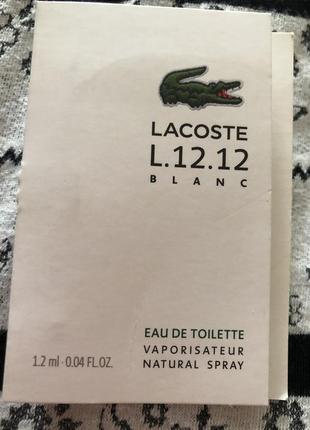 LACOSTE
L.12.12
BLANC
EAU DE TOILETTE
VAPORISATEUR
1.2 ml · 0.04 FL.OZ. NATURAL SPRAY